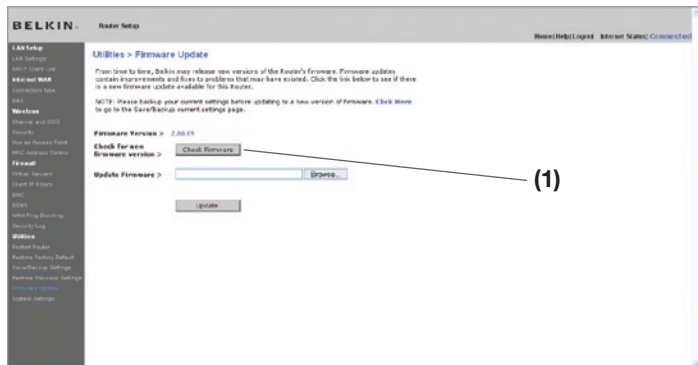 BELKIN
Router Setup
Home|Help|Logout Internet Status: Connected
LAN Setup
LAN Settings
DHCP Client List
Internet WAN
Connection Type
DNS
Wireless
Channel and SSID
Security
Use as Access Point
MAC Address Control
Firewall
Virtual Servers
Client IP Filters
DMZ
DDNS
WAN Ping Blocking
Security Log
Utilities
Restart Router
Restore Factory Default
Save/Backup Settings
Restore Previous Settings
Firmware Update
System Settings
Utilities > Firmware Update
From time to time, Belkin may release new versions of the Router's firmware. Firmware updates
contain improvements and fixes to problems that may have existed. Click the link below to see if there
is a new firmware update available for this Router.
NOTE: Please backup your current settings before updating to a new version of firmware. Click Here
to go to the Save/Backup current settings page.
Firmware Version >
Check for new
firmware version >
Check Firmware
Update Firmware >
Browse...
Update
(1)